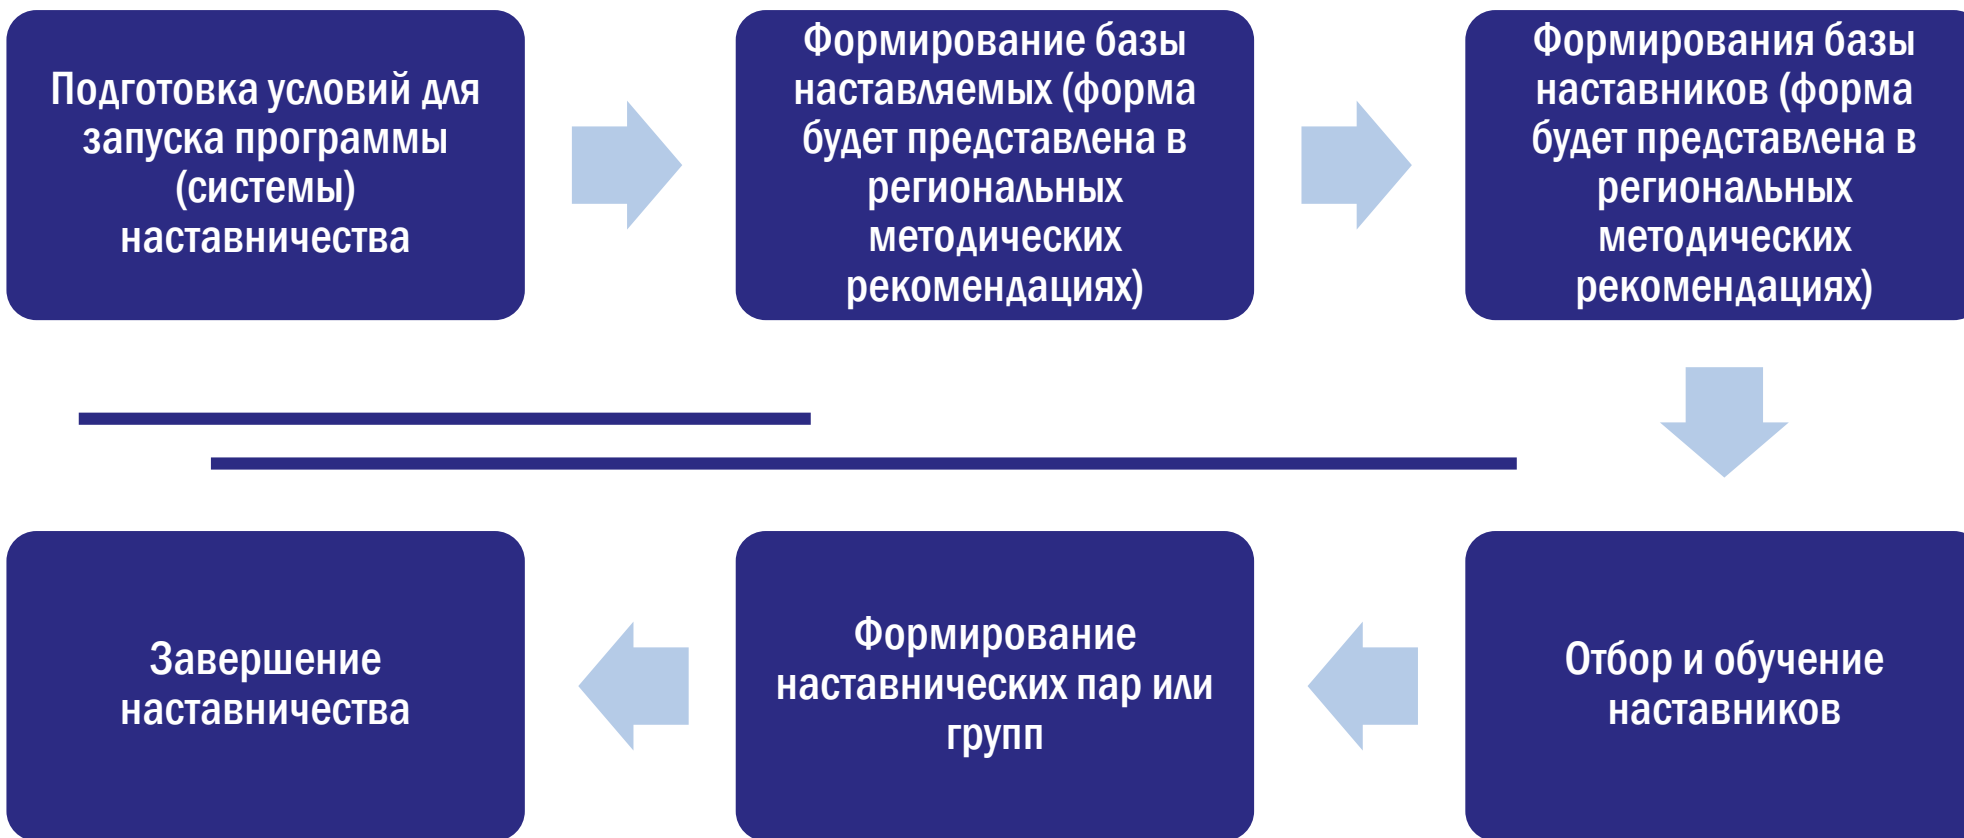 Подготовка условий для
запуска программы
(системы)
наставничества
Формирование базы
наставляемых (форма
будет представлена в
региональных
методических
рекомендациях)
Формирования базы
наставников (форма
будет представлена в
региональных
методических
рекомендациях)
Отбор и обучение
наставников
Формирование
наставнических пар или
групп
Завершение
наставничества